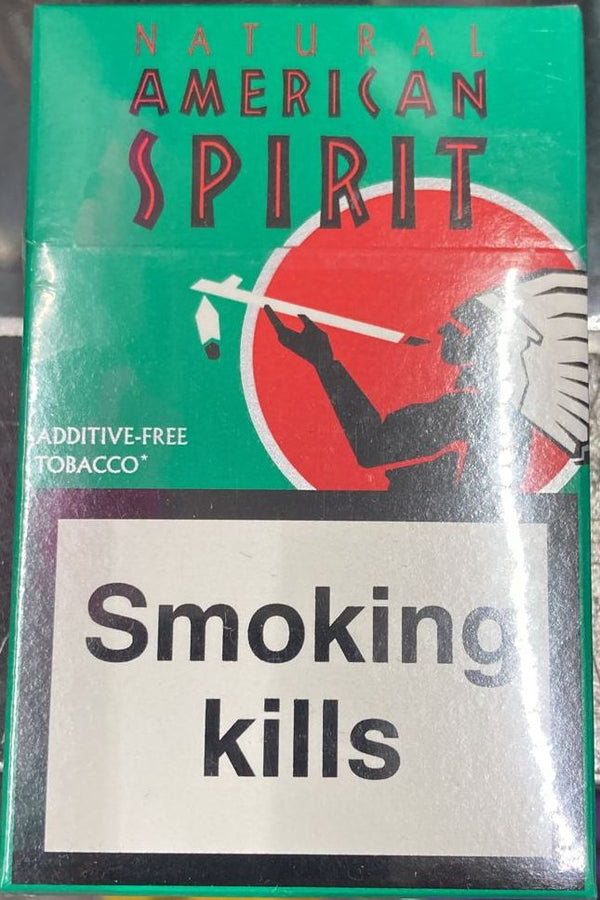 NATURAL
AMERICAN
SPIRIT
ADDITIVE-FREE
TOBACCO*
Smoking
kills